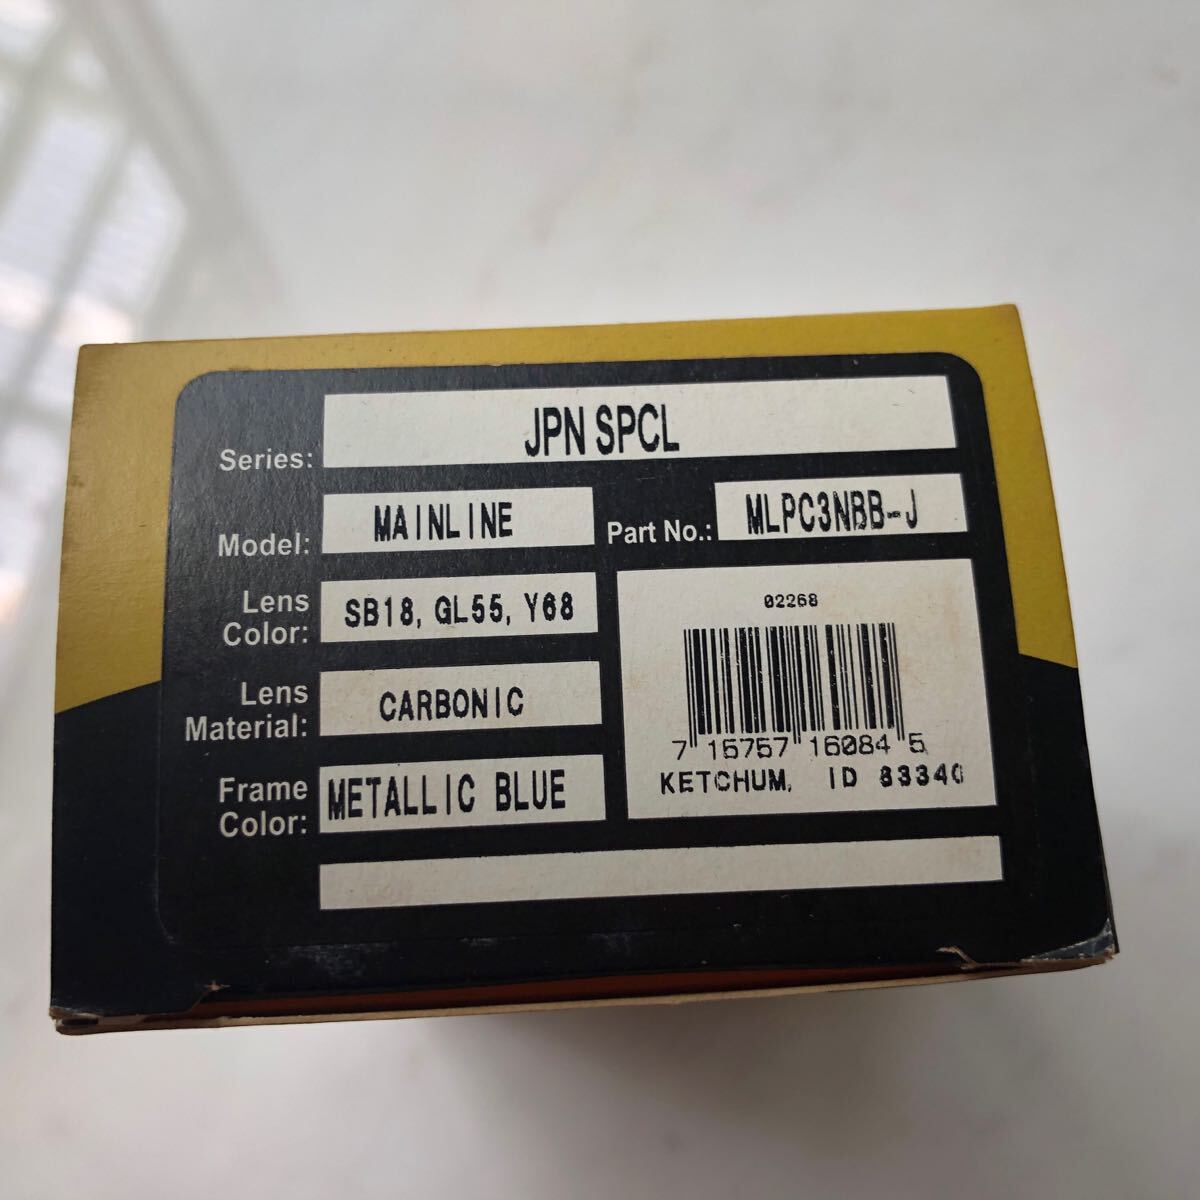 Series: JPN SPCL
Model: MAINLINE
Part No.: MLPC3NBB-J
Lens Color: SB18, GL55, Y68
Lens Material: CARBONIC
Frame Color: METALLIC BLUE
02268
7 15757 16084 5
KETCHUM, ID 83340